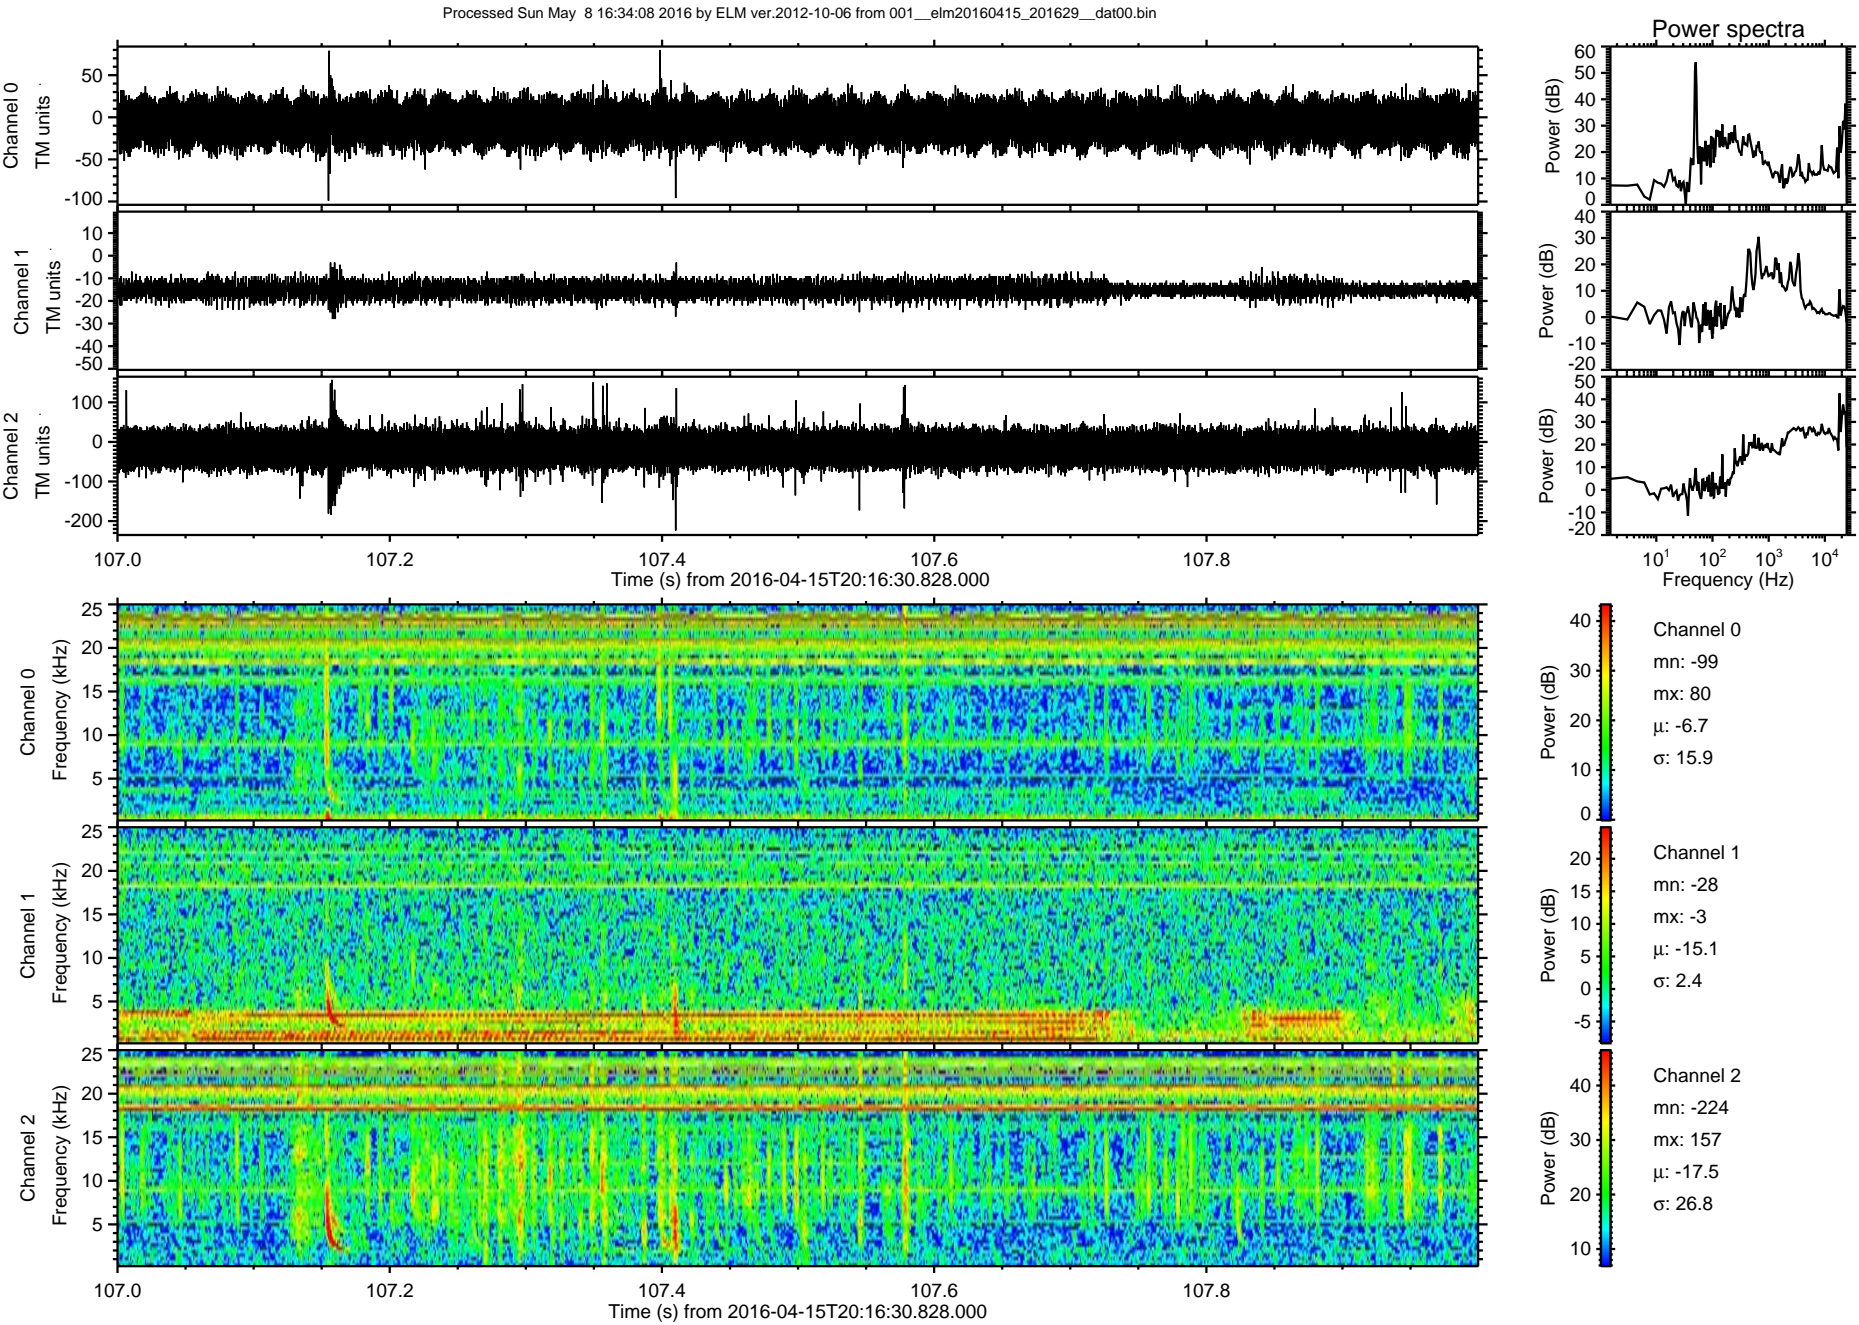 Processed Sun May  8 16:34:08 2016 by ELM ver.2012-10-06 from 001__elm20160415_201629__dat00.bin
Power spectra
Channel 0
TM units
50
0
-50
-100
Power (dB)
60
50
40
30
20
10
0
Channel 1
TM units
10
0
-10
-20
-30
-40
-50
Power (dB)
40
30
20
10
0
-10
-20
Channel 2
TM units
100
0
-100
-200
Power (dB)
50
40
30
20
10
0
-10
-20
107.0 107.2 107.4 107.6 107.8
Time (s) from 2016-04-15T20:16:30.828.000
10^1 10^2 10^3 10^4
Frequency (Hz)
Channel 0
Frequency (kHz)
25
20
15
10
5
Power (dB)
40
30
20
10
0
Channel 0
mn: -99
mx: 80
μ: -6.7
σ: 15.9
Channel 1
Frequency (kHz)
25
20
15
10
5
Power (dB)
20
15
10
5
0
-5
Channel 1
mn: -28
mx: -3
μ: -15.1
σ: 2.4
Channel 2
Frequency (kHz)
25
20
15
10
5
Power (dB)
40
30
20
10
Channel 2
mn: -224
mx: 157
μ: -17.5
σ: 26.8
107.0 107.2 107.4 107.6 107.8
Time (s) from 2016-04-15T20:16:30.828.000